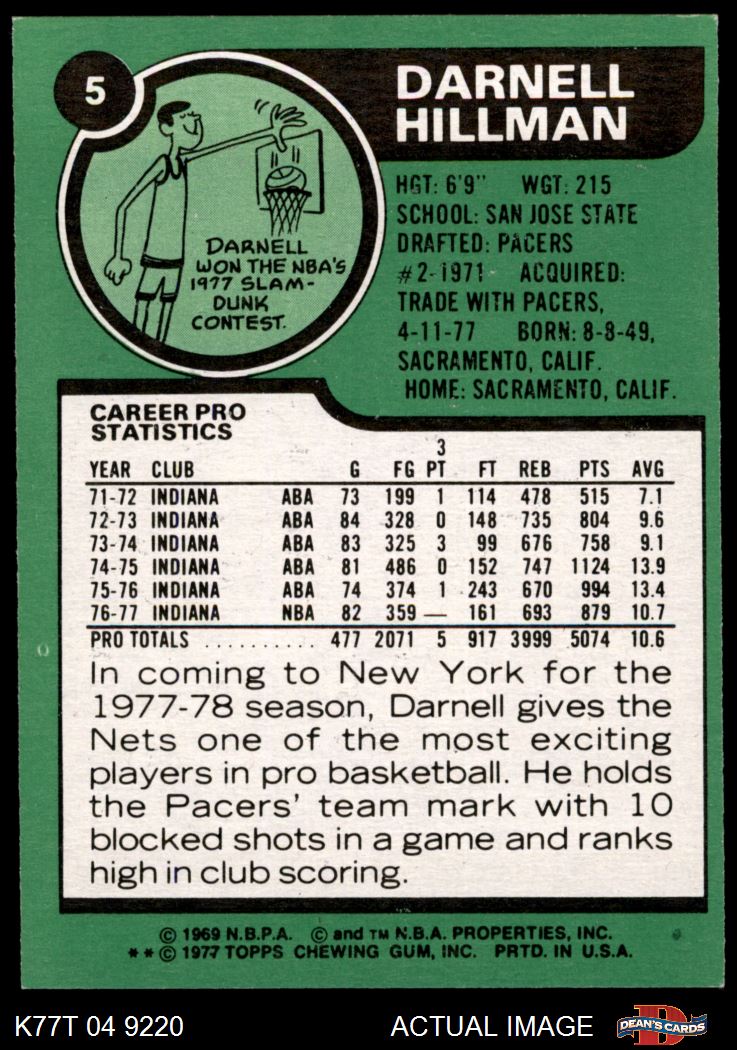 5
DARNELL
HILLMAN
DARNELL
WON THE NBA'S
1977 SLAM-
DUNK
CONTEST.
HGT: 6'9" WGT: 215
SCHOOL: SAN JOSE STATE
DRAFTED: PACERS
#2-1971 ACQUIRED:
TRADE WITH PACERS,
4-11-77 BORN: 8-8-49,
SACRAMENTO, CALIF.
HOME: SACRAMENTO, CALIF.
CAREER PRO
STATISTICS
YEAR CLUB G FG 3 PT FT REB PTS AVG
71-72 INDIANA ABA 73 199 1 114 478 515 7.1
72-73 INDIANA ABA 84 328 0 148 735 804 9.6
73-74 INDIANA ABA 83 325 3 99 676 758 9.1
74-75 INDIANA ABA 81 486 0 152 747 1124 13.9
75-76 INDIANA ABA 74 374 1 243 670 994 13.4
76-77 INDIANA NBA 82 359 — 161 693 879 10.7
PRO TOTALS .......... 477 2071 5 917 3999 5074 10.6
In coming to New York for the
1977-78 season, Darnell gives the
Nets one of the most exciting
players in pro basketball. He holds
the Pacers' team mark with 10
blocked shots in a game and ranks
high in club scoring.
© 1969 N.B.P.A. © and TM N.B.A. PROPERTIES, INC.
**© 1977 TOPPS CHEWING GUM, INC. PRTD. IN U.S.A.
K77T 04 9220 ACTUAL IMAGE D DEAN'S CARDS